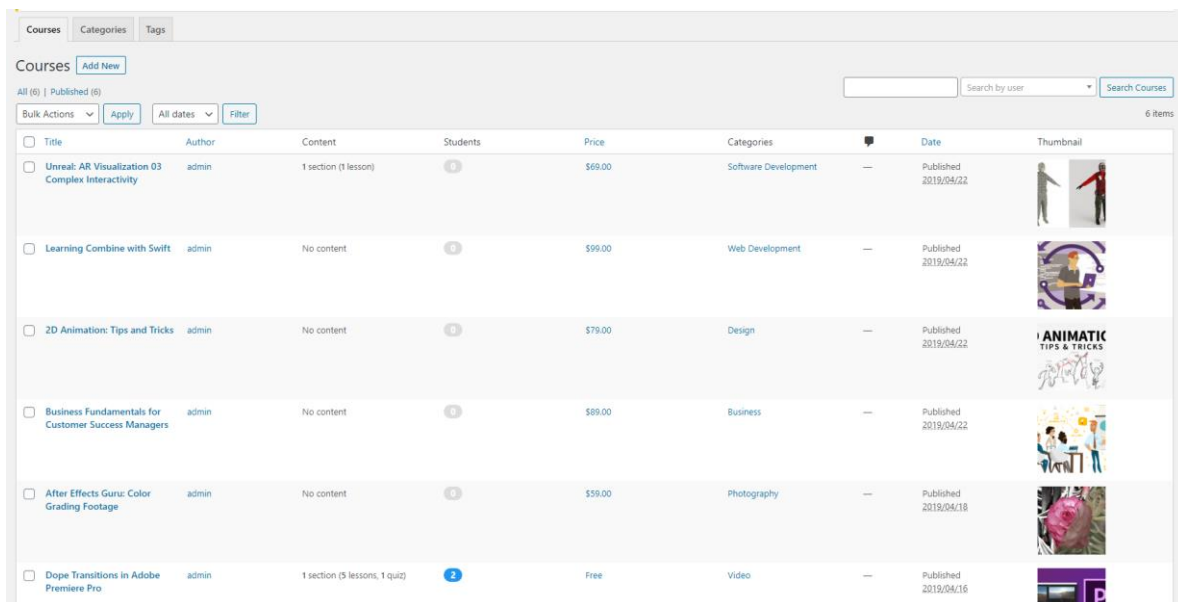 Courses Categories Tags
Courses Add New
All (6) | Published (6)
Search by user Search Courses
Bulk Actions Apply All dates Filter 6 items
Title Author Content Students Price Categories Date Thumbnail
Unreal: AR Visualization 03 admin 1 section (1 lesson) 0 $69.00 Software Development — Published
Complex Interactivity 2019/04/22
Learning Combine with Swift admin No content 0 $99.00 Web Development — Published
2019/04/22
2D Animation: Tips and Tricks admin No content 0 $79.00 Design — Published
2019/04/22
ANIMATIC
TIPS & TRICKS
Business Fundamentals for admin No content 0 $89.00 Business — Published
Customer Success Managers 2019/04/22
After Effects Guru: Color admin No content 0 $59.00 Photography — Published
Grading Footage 2019/04/18
Dope Transitions in Adobe admin 1 section (5 lessons, 1 quiz) 2 Free Video — Published
Premiere Pro 2019/04/16